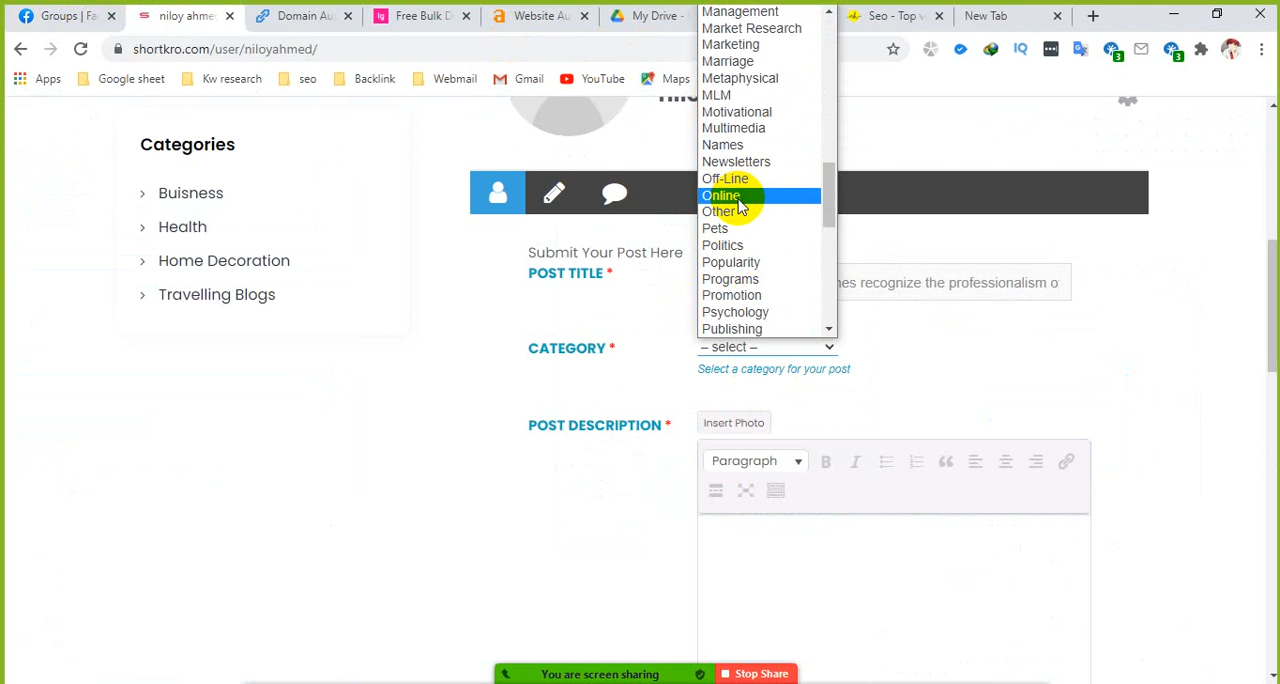 Groups | Fa
niloy ahme
Domain Au
Free Bulk D
Website Au
My Drive -
Seo - Top v
New Tab
shortkro.com/user/niloyahmed/
IQ
3
3
Apps
Google sheet
Kw research
seo
Backlink
Webmail
Gmail
YouTube
Maps
Categories
Buisness
Health
Home Decoration
Travelling Blogs
Management
Market Research
Marketing
Marriage
Metaphysical
MLM
Motivational
Multimedia
Names
Newsletters
Off-Line
Online
Other
Pets
Politics
Popularity
Programs
Promotion
Psychology
Publishing
Submit Your Post Here
POST TITLE *
nes recognize the professionalism o
CATEGORY *
– select –
Select a category for your post
POST DESCRIPTION *
Insert Photo
Paragraph
B I
You are screen sharing
Stop Share